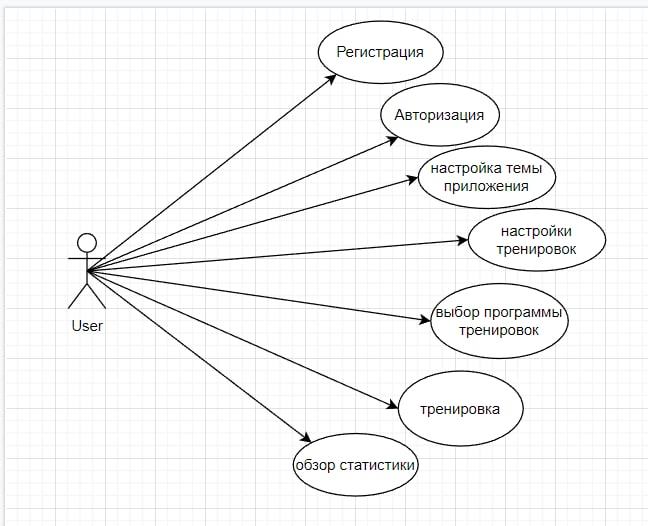 Регистрация
Авторизация
настройка темы
приложения
настройки
тренировок
выбор программы
тренировок
тренировка
обзор статистики
User